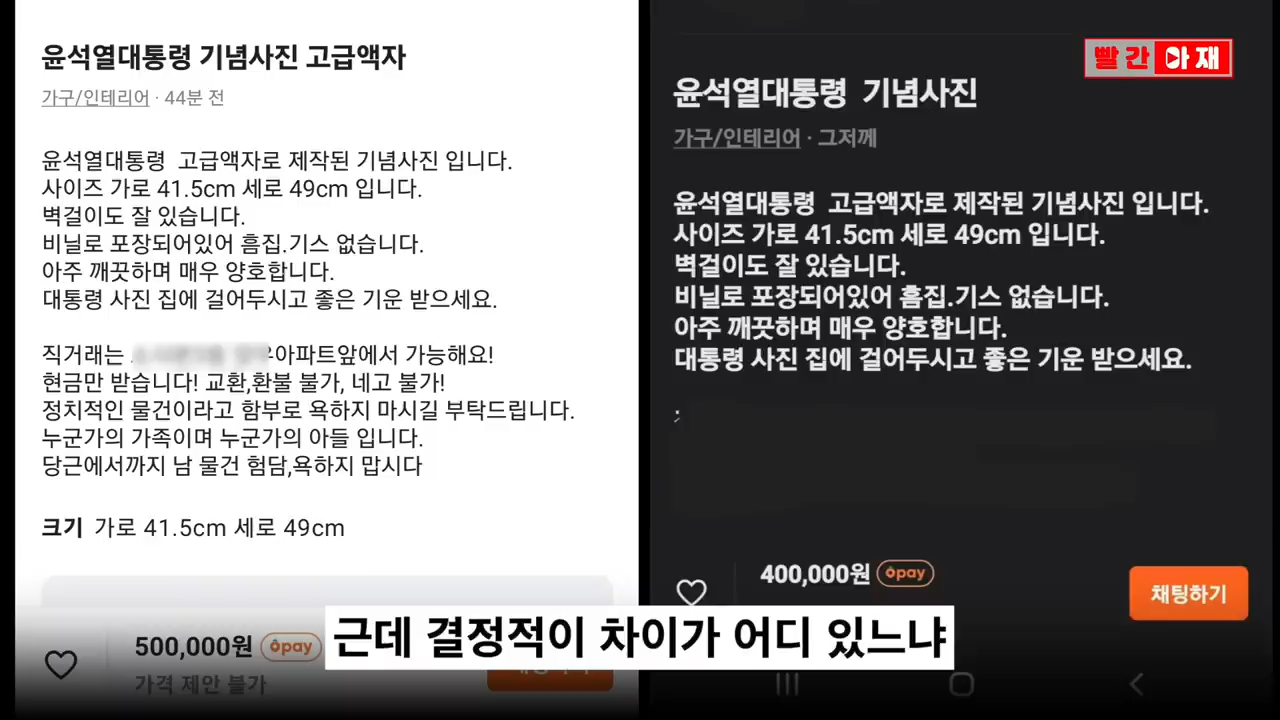 윤석열대통령 기념사진 고급액자
가구/인테리어 · 44분 전
윤석열대통령 고급액자로 제작된 기념사진 입니다.
사이즈 가로 41.5cm 세로 49cm 입니다.
벽걸이도 잘 있습니다.
비닐로 포장되어있어 흠집.기스 없습니다.
아주 깨끗하며 매우 양호합니다.
대통령 사진 집에 걸어두시고 좋은 기운 받으세요.
직거래는
아파트앞에서 가능해요!
현금만 받습니다! 교환,환불 불가, 네고 불가!
정치적인 물건이라고 함부로 욕하지 마시길 부탁드립니다.
누군가의 가족이며 누군가의 아들 입니다.
당근에서까지 남 물건 험담,욕하지 맙시다
크기 가로 41.5cm 세로 49cm
500,000원 pay
가격 제안 불가
빨간아재
윤석열대통령 기념사진
가구/인테리어 · 그저께
윤석열대통령 고급액자로 제작된 기념사진 입니다.
사이즈 가로 41.5cm 세로 49cm 입니다.
벽걸이도 잘 있습니다.
비닐로 포장되어있어 흠집.기스 없습니다.
아주 깨끗하며 매우 양호합니다.
대통령 사진 집에 걸어두시고 좋은 기운 받으세요.
400,000원 pay
채팅하기
근데 결정적이 차이가 어디 있느냐